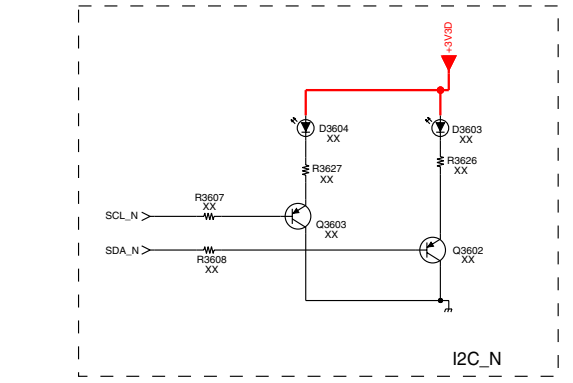 +3V3D
D3604
XX
D3603
XX
R3627
XX
R3626
XX
R3607
XX
SCL_N
Q3603
XX
SDA_N
R3608
XX
Q3602
XX
I2C_N